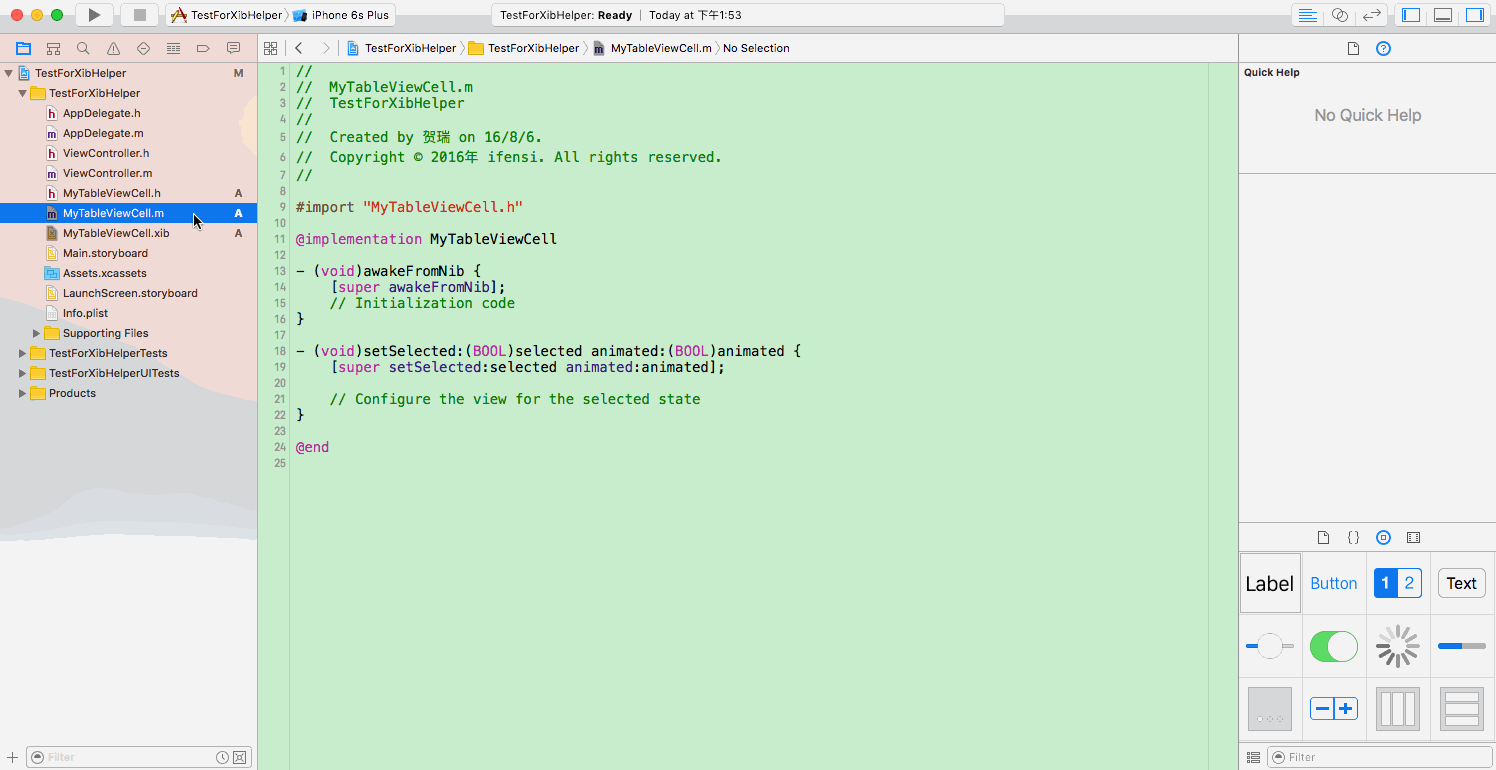 TestForXibHelper iPhone 6s Plus
TestForXibHelper: Ready | Today at 下午1:53
TestForXibHelper TestForXibHelper MyTableViewCell.m No Selection
TestForXibHelper M
TestForXibHelper
AppDelegate.h
AppDelegate.m
ViewController.h
ViewController.m
MyTableViewCell.h A
MyTableViewCell.m A
MyTableViewCell.xib A
Main.storyboard
Assets.xcassets
LaunchScreen.storyboard
Info.plist
Supporting Files
TestForXibHelperTests
TestForXibHelperUITests
Products
Filter
1 //
2 //  MyTableViewCell.m
3 //  TestForXibHelper
4 //
5 //  Created by 贺瑞 on 16/8/6.
6 //  Copyright © 2016年 ifensi. All rights reserved.
7 //
8
9 #import "MyTableViewCell.h"
10
11 @implementation MyTableViewCell
12
13 - (void)awakeFromNib {
14     [super awakeFromNib];
15     // Initialization code
16 }
17
18 - (void)setSelected:(BOOL)selected animated:(BOOL)animated {
19     [super setSelected:selected animated:animated];
20
21     // Configure the view for the selected state
22 }
23
24 @end
25
Quick Help
No Quick Help
{}
Label Button 1 2 Text
Filter